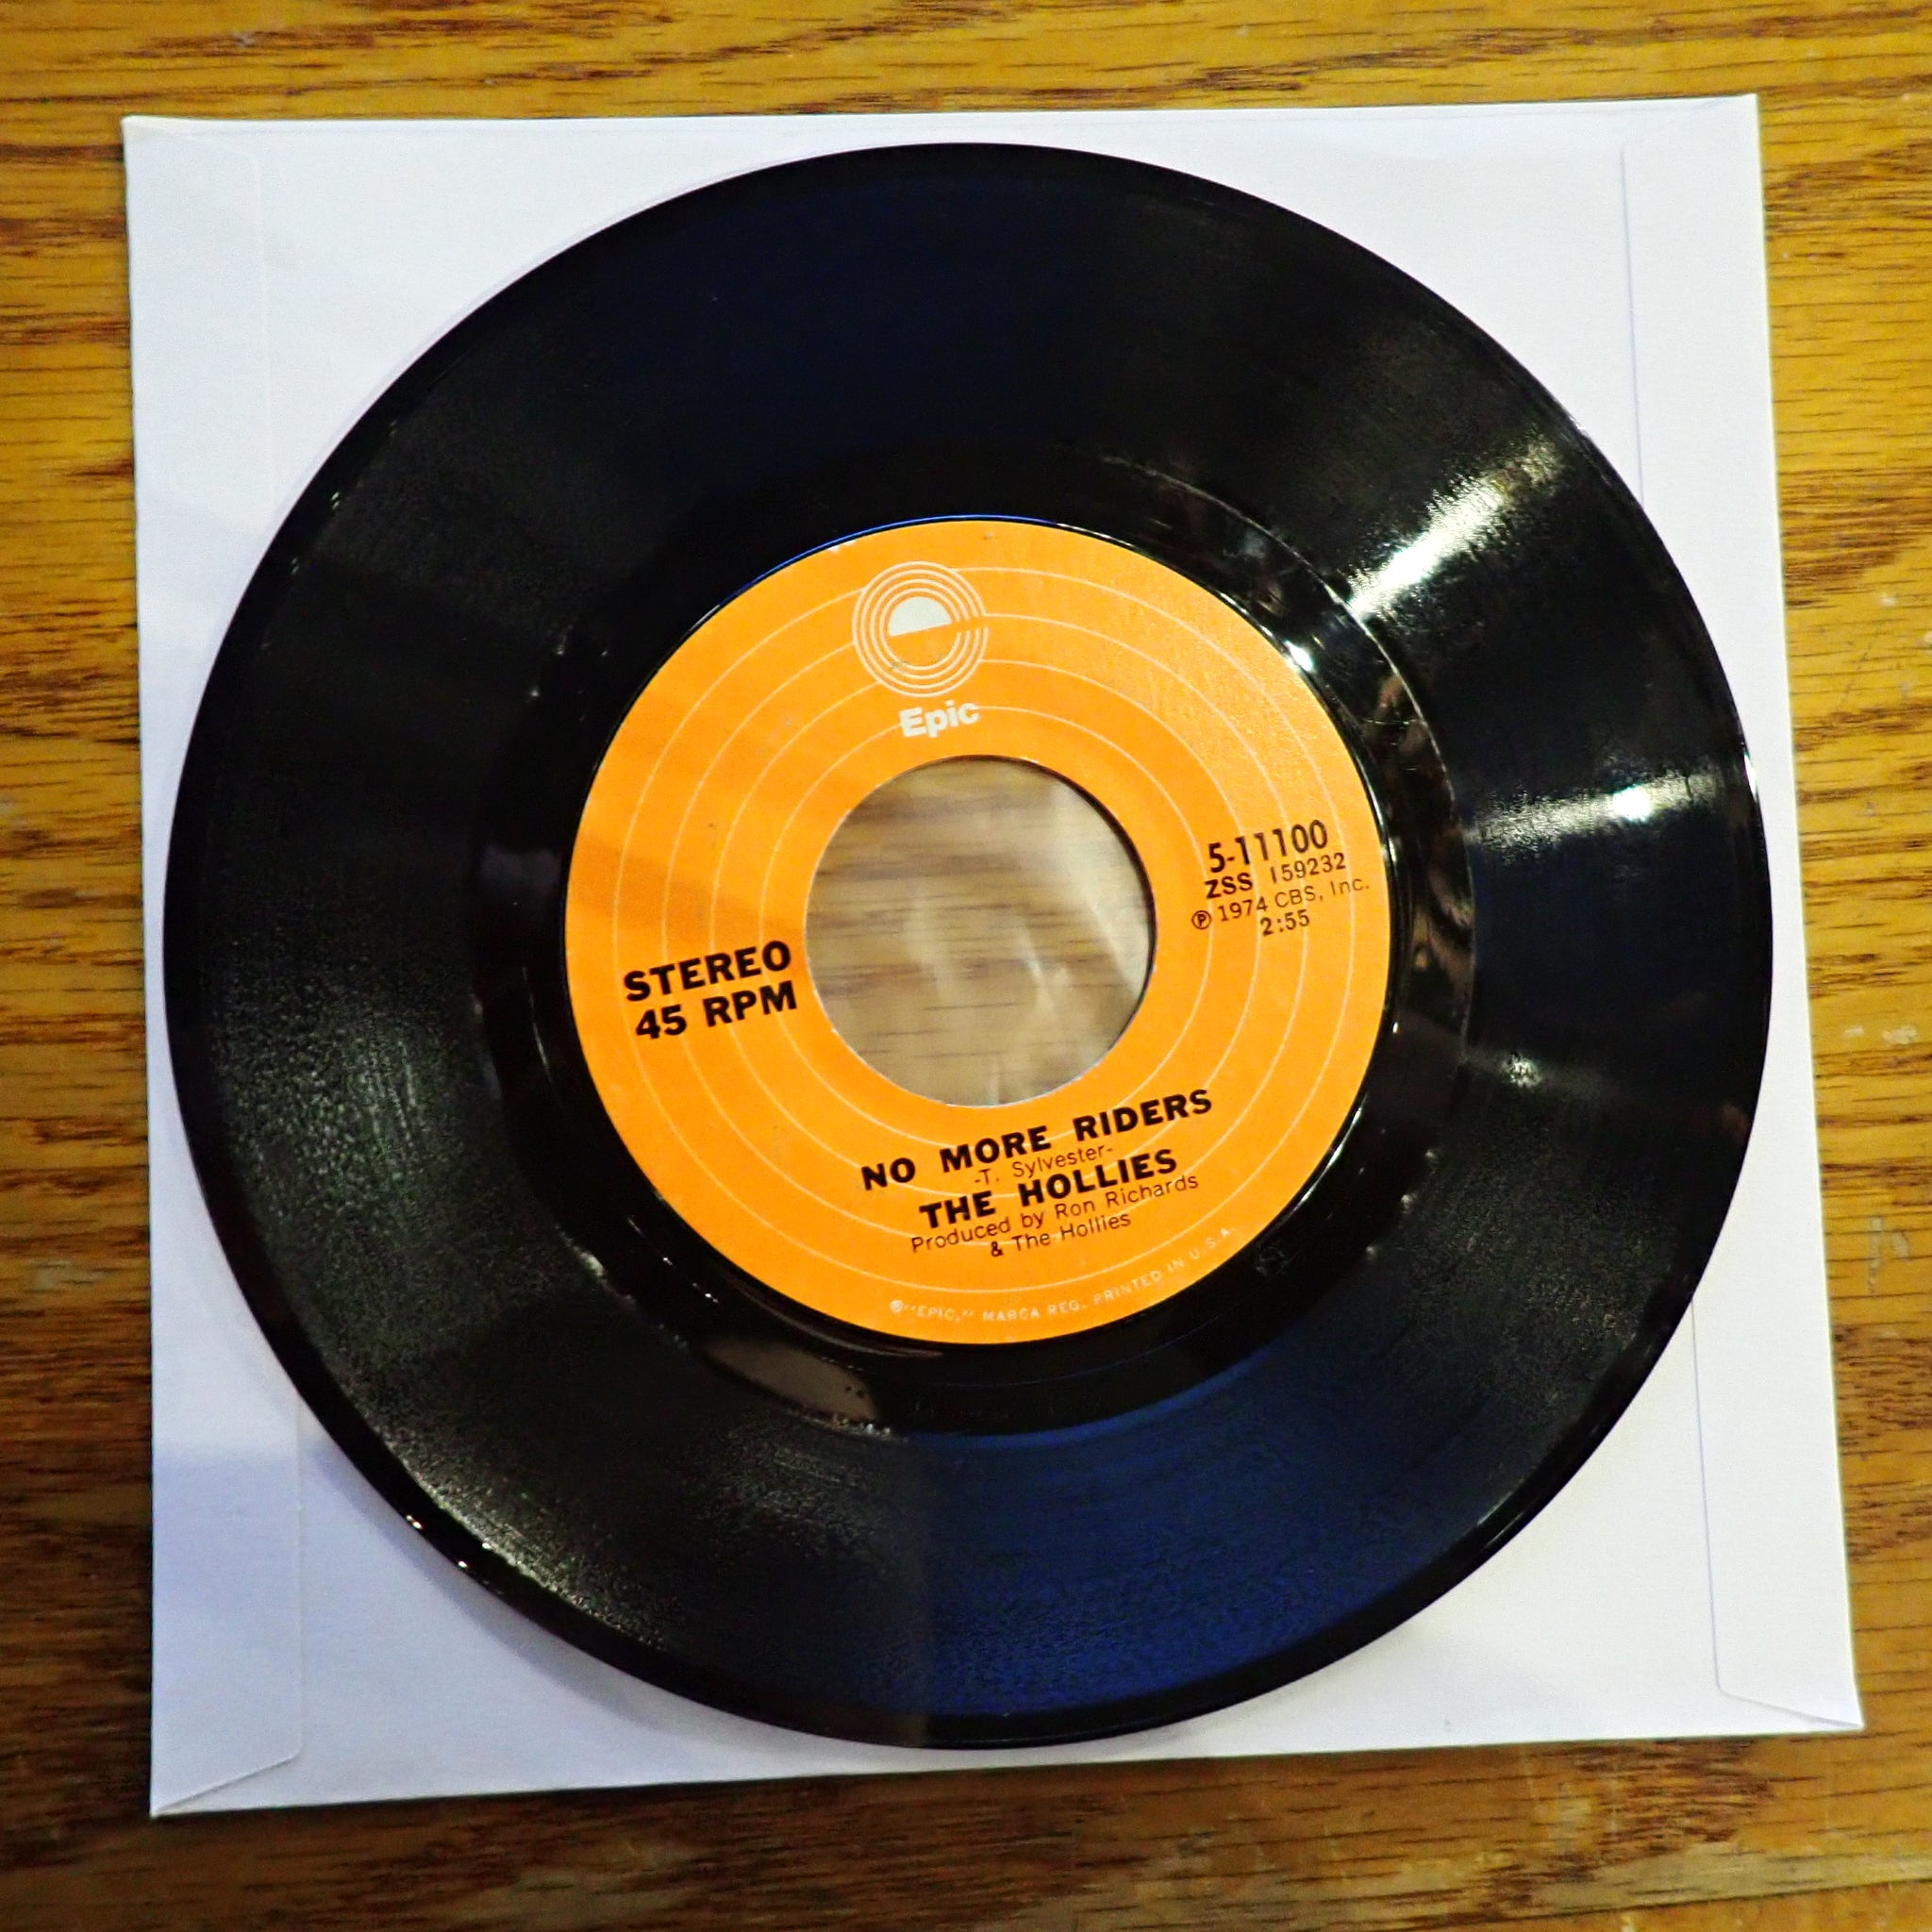 Epic
5-11100
ZSS 159232
Ⓟ 1974 CBS, Inc.
2:55
STEREO
45 RPM
NO MORE RIDERS
-T. Sylvester-
THE HOLLIES
Produced by Ron Richards
& The Hollies
®"EPIC," MARCA REG. PRINTED IN U.S.A.